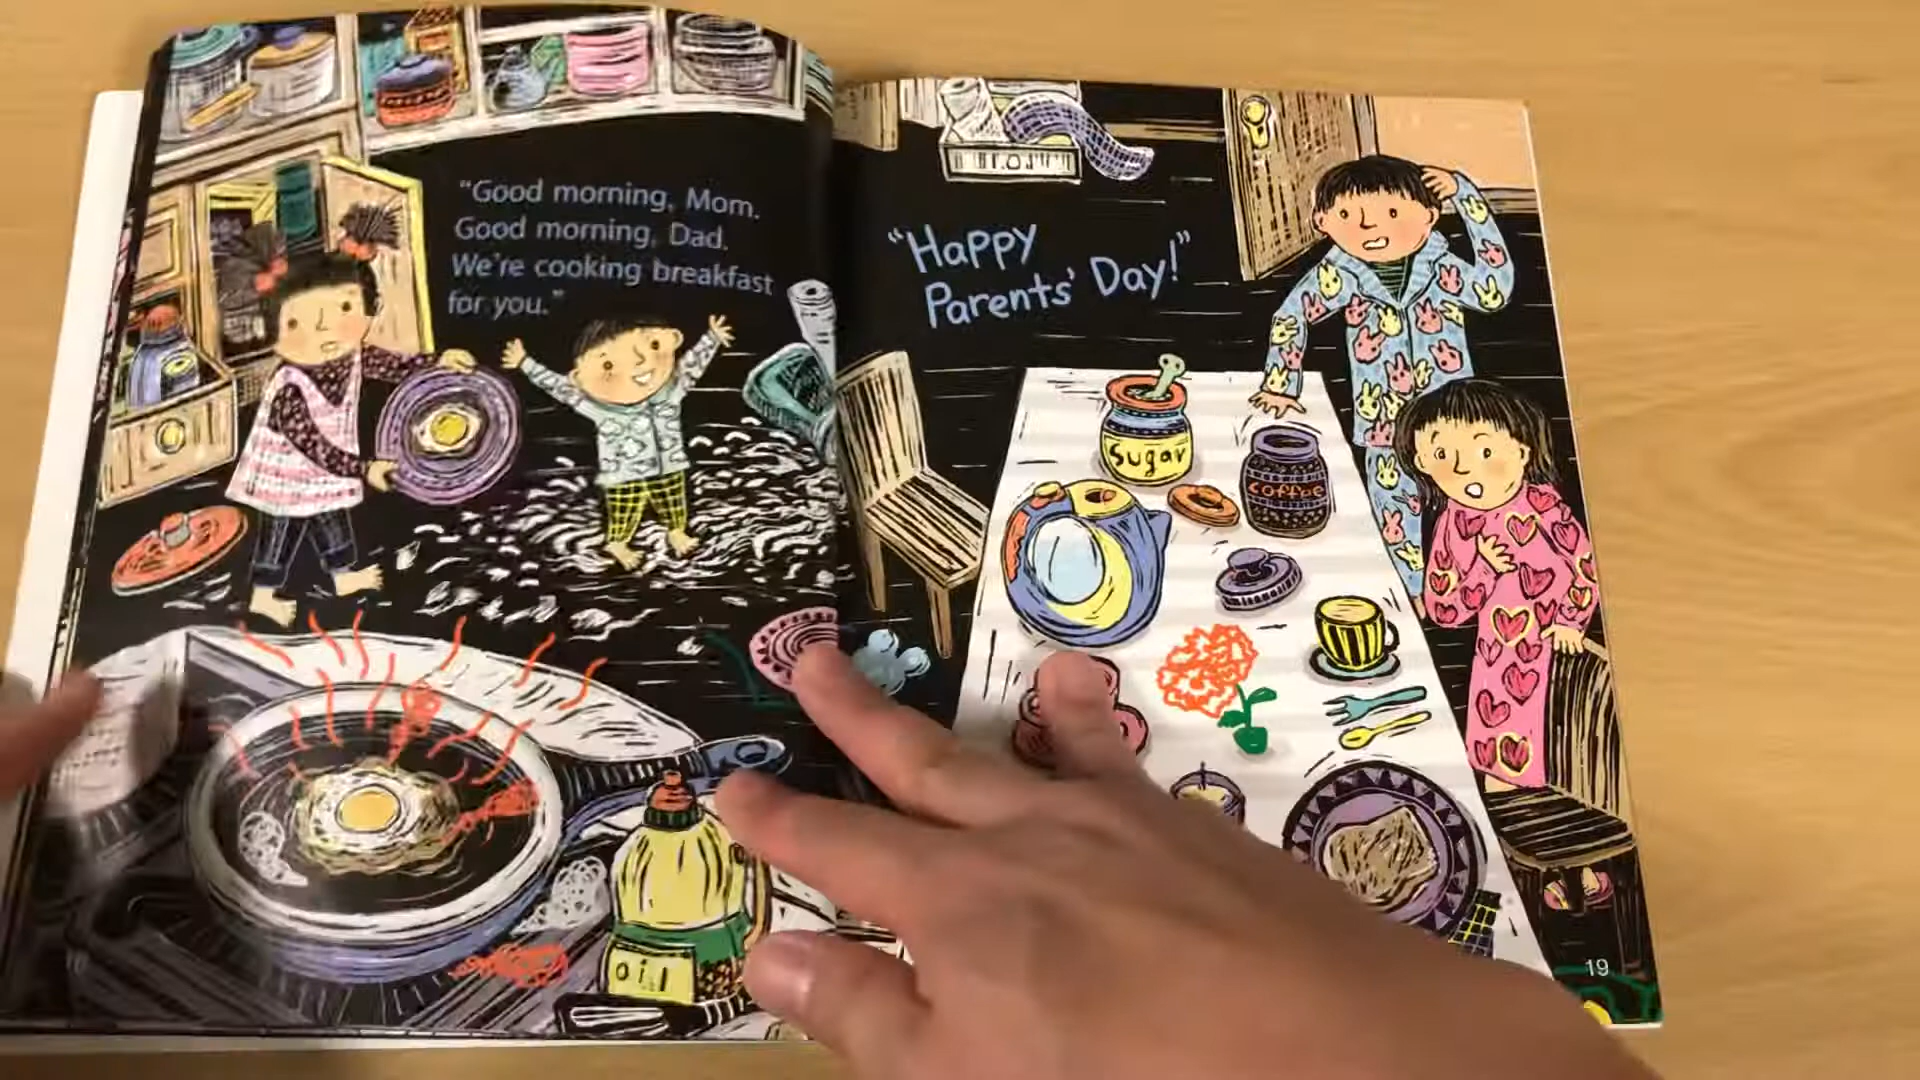 “Good morning, Mom.
Good morning, Dad.
We’re cooking breakfast
for you.”
“Happy
Parents’ Day!”
Sugar
Coffee
oil
19